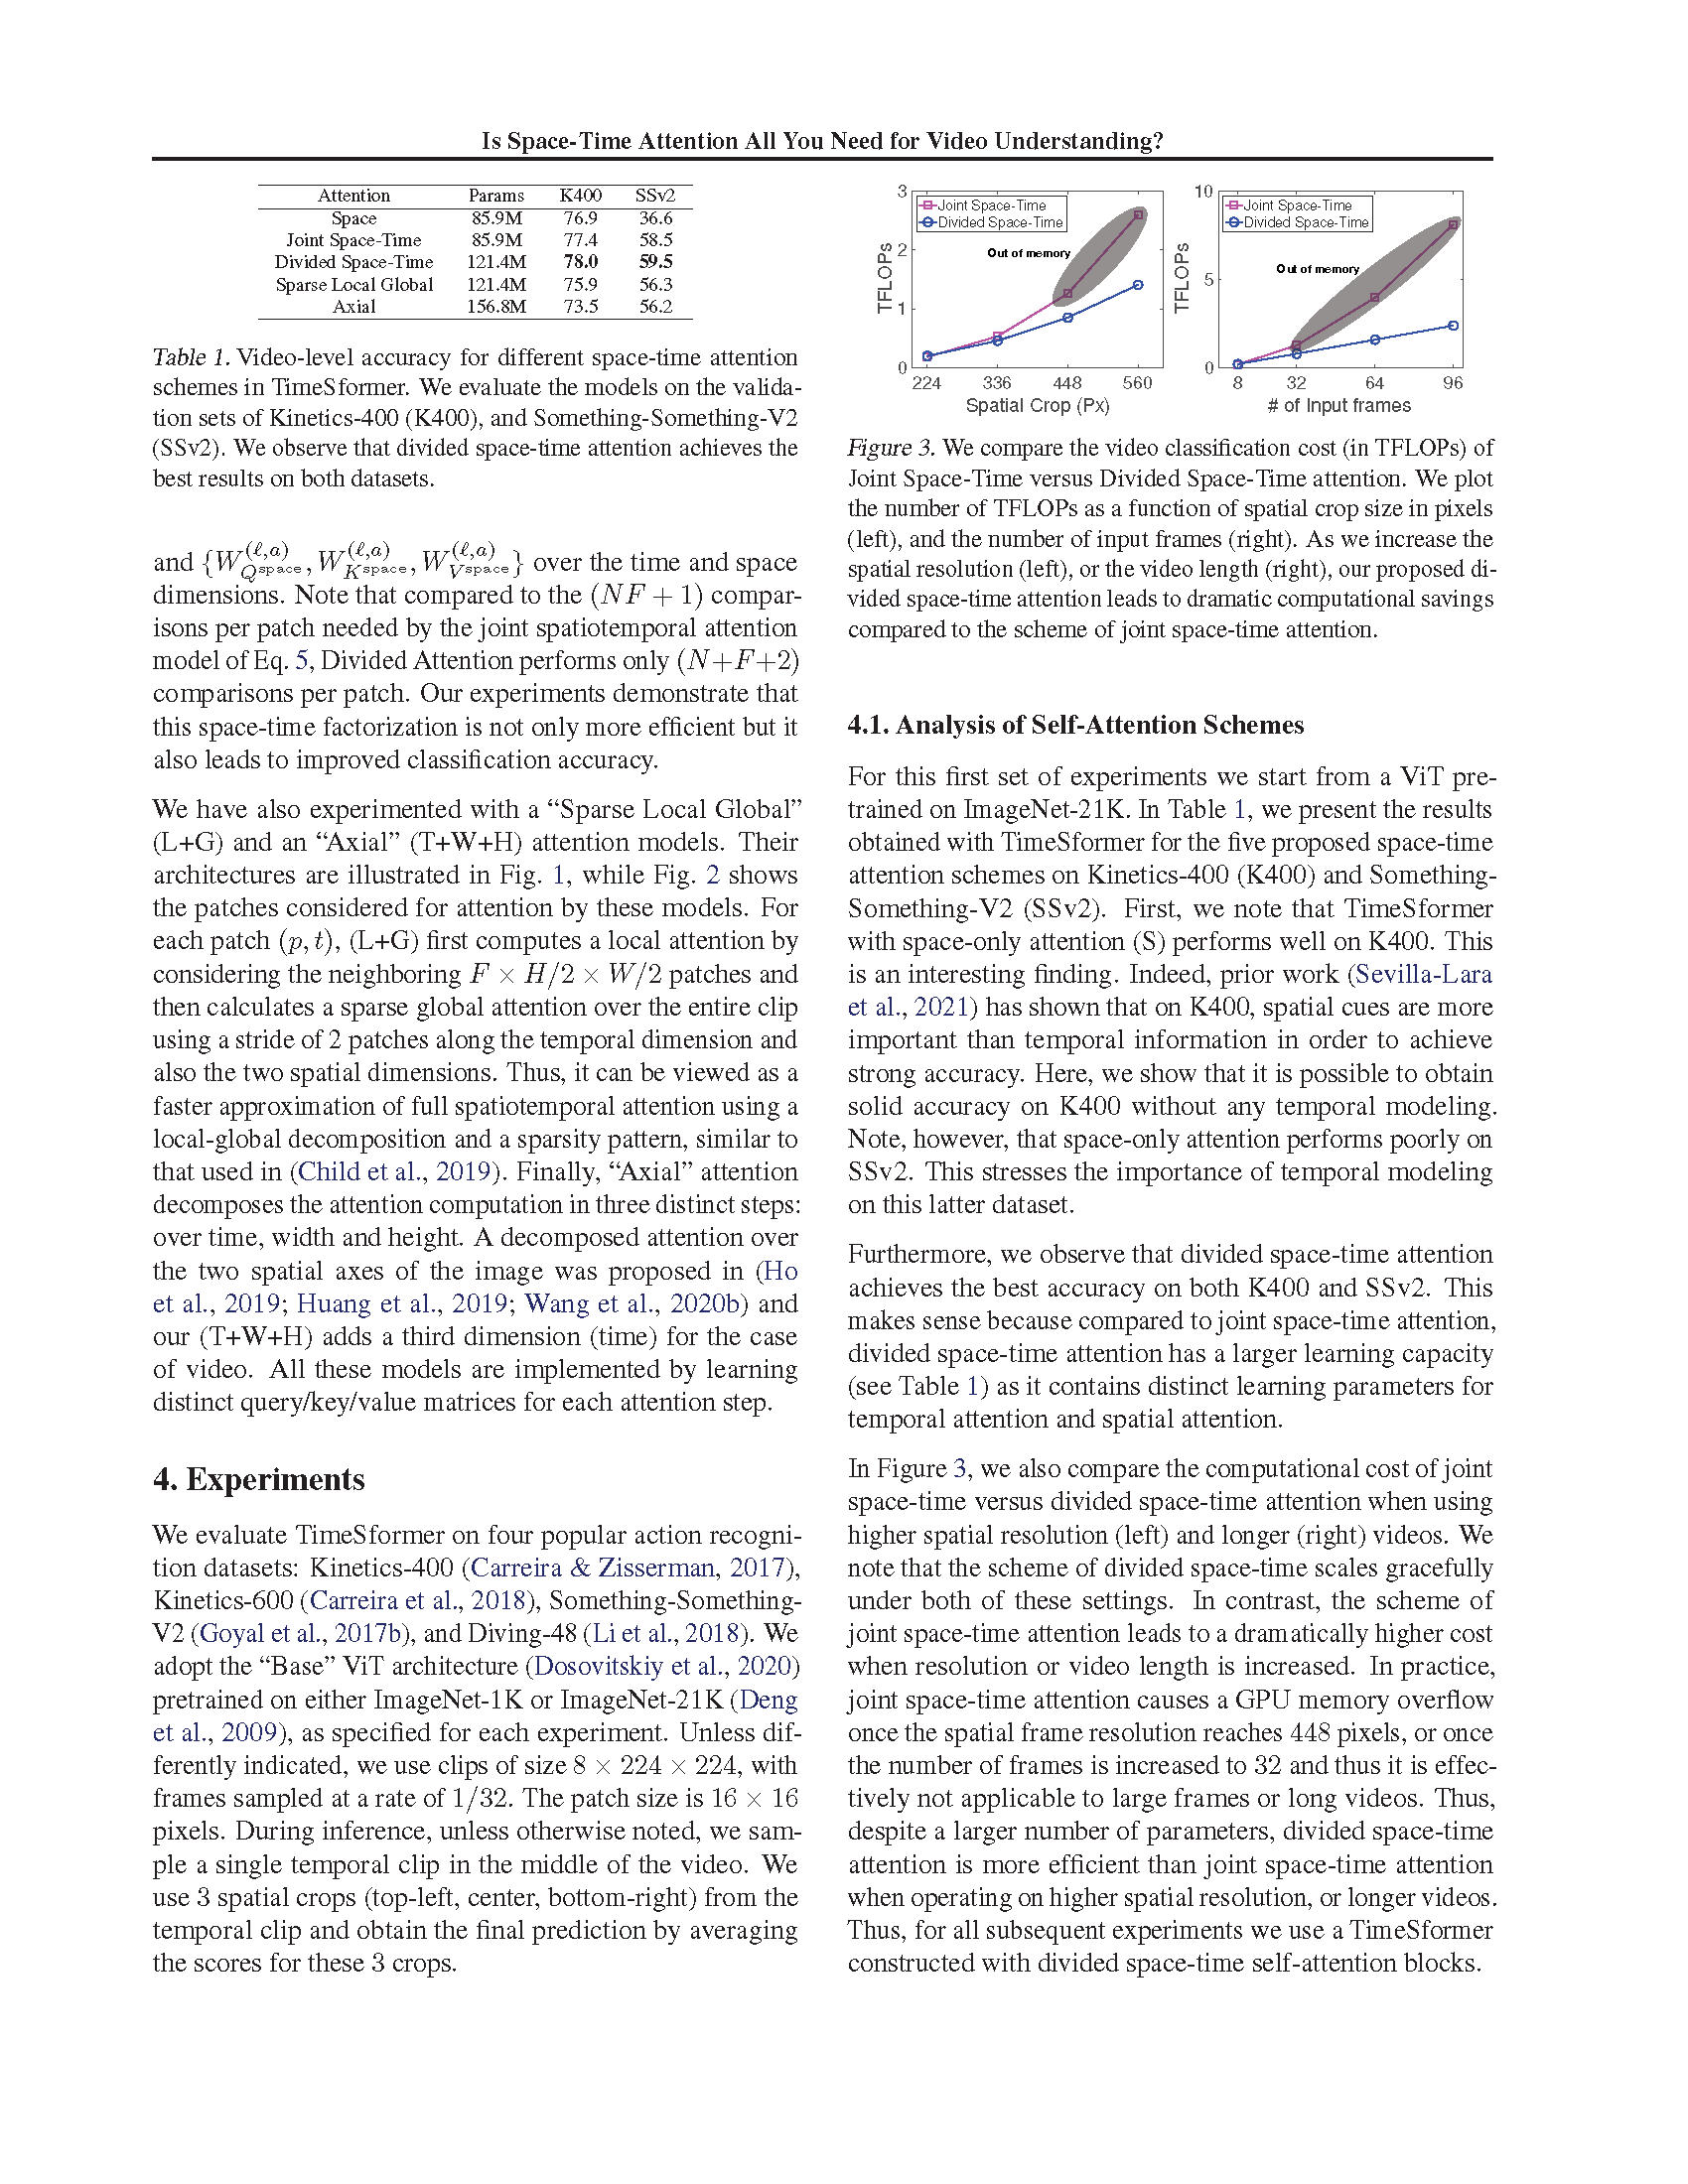 Is Space-Time Attention All You Need for Video Understanding?
Attention Params K400 SSv2
Space 85.9M 76.9 36.6
Joint Space-Time 85.9M 77.4 58.5
Divided Space-Time 121.4M 78.0 59.5
Sparse Local Global 121.4M 75.9 56.3
Axial 156.8M 73.5 56.2
Table 1. Video-level accuracy for different space-time attention
schemes in TimeSformer. We evaluate the models on the valida-
tion sets of Kinetics-400 (K400), and Something-Something-V2
(SSv2). We observe that divided space-time attention achieves the
best results on both datasets.
and {W^{(ℓ,a)}_{Q^{space}}, W^{(ℓ,a)}_{K^{space}}, W^{(ℓ,a)}_{V^{space}}} over the time and space
dimensions. Note that compared to the (NF + 1) compar-
isons per patch needed by the joint spatiotemporal attention
model of Eq. 5, Divided Attention performs only (N+F+2)
comparisons per patch. Our experiments demonstrate that
this space-time factorization is not only more efficient but it
also leads to improved classification accuracy.
We have also experimented with a “Sparse Local Global”
(L+G) and an “Axial” (T+W+H) attention models. Their
architectures are illustrated in Fig. 1, while Fig. 2 shows
the patches considered for attention by these models. For
each patch (p, t), (L+G) first computes a local attention by
considering the neighboring F × H/2 × W/2 patches and
then calculates a sparse global attention over the entire clip
using a stride of 2 patches along the temporal dimension and
also the two spatial dimensions. Thus, it can be viewed as a
faster approximation of full spatiotemporal attention using a
local-global decomposition and a sparsity pattern, similar to
that used in (Child et al., 2019). Finally, “Axial” attention
decomposes the attention computation in three distinct steps:
over time, width and height. A decomposed attention over
the two spatial axes of the image was proposed in (Ho
et al., 2019; Huang et al., 2019; Wang et al., 2020b) and
our (T+W+H) adds a third dimension (time) for the case
of video. All these models are implemented by learning
distinct query/key/value matrices for each attention step.
4. Experiments
We evaluate TimeSformer on four popular action recogni-
tion datasets: Kinetics-400 (Carreira & Zisserman, 2017),
Kinetics-600 (Carreira et al., 2018), Something-Something-
V2 (Goyal et al., 2017b), and Diving-48 (Li et al., 2018). We
adopt the “Base” ViT architecture (Dosovitskiy et al., 2020)
pretrained on either ImageNet-1K or ImageNet-21K (Deng
et al., 2009), as specified for each experiment. Unless dif-
ferently indicated, we use clips of size 8 × 224 × 224, with
frames sampled at a rate of 1/32. The patch size is 16 × 16
pixels. During inference, unless otherwise noted, we sam-
ple a single temporal clip in the middle of the video. We
use 3 spatial crops (top-left, center, bottom-right) from the
temporal clip and obtain the final prediction by averaging
the scores for these 3 crops.
3
2
1
0
TFLOPs
Joint Space-Time
Divided Space-Time
Out of memory
224 336 448 560
Spatial Crop (Px)
10
5
0
TFLOPs
Joint Space-Time
Divided Space-Time
Out of memory
8 32 64 96
# of Input frames
Figure 3. We compare the video classification cost (in TFLOPs) of
Joint Space-Time versus Divided Space-Time attention. We plot
the number of TFLOPs as a function of spatial crop size in pixels
(left), and the number of input frames (right). As we increase the
spatial resolution (left), or the video length (right), our proposed di-
vided space-time attention leads to dramatic computational savings
compared to the scheme of joint space-time attention.
4.1. Analysis of Self-Attention Schemes
For this first set of experiments we start from a ViT pre-
trained on ImageNet-21K. In Table 1, we present the results
obtained with TimeSformer for the five proposed space-time
attention schemes on Kinetics-400 (K400) and Something-
Something-V2 (SSv2). First, we note that TimeSformer
with space-only attention (S) performs well on K400. This
is an interesting finding. Indeed, prior work (Sevilla-Lara
et al., 2021) has shown that on K400, spatial cues are more
important than temporal information in order to achieve
strong accuracy. Here, we show that it is possible to obtain
solid accuracy on K400 without any temporal modeling.
Note, however, that space-only attention performs poorly on
SSv2. This stresses the importance of temporal modeling
on this latter dataset.
Furthermore, we observe that divided space-time attention
achieves the best accuracy on both K400 and SSv2. This
makes sense because compared to joint space-time attention,
divided space-time attention has a larger learning capacity
(see Table 1) as it contains distinct learning parameters for
temporal attention and spatial attention.
In Figure 3, we also compare the computational cost of joint
space-time versus divided space-time attention when using
higher spatial resolution (left) and longer (right) videos. We
note that the scheme of divided space-time scales gracefully
under both of these settings. In contrast, the scheme of
joint space-time attention leads to a dramatically higher cost
when resolution or video length is increased. In practice,
joint space-time attention causes a GPU memory overflow
once the spatial frame resolution reaches 448 pixels, or once
the number of frames is increased to 32 and thus it is effec-
tively not applicable to large frames or long videos. Thus,
despite a larger number of parameters, divided space-time
attention is more efficient than joint space-time attention
when operating on higher spatial resolution, or longer videos.
Thus, for all subsequent experiments we use a TimeSformer
constructed with divided space-time self-attention blocks.